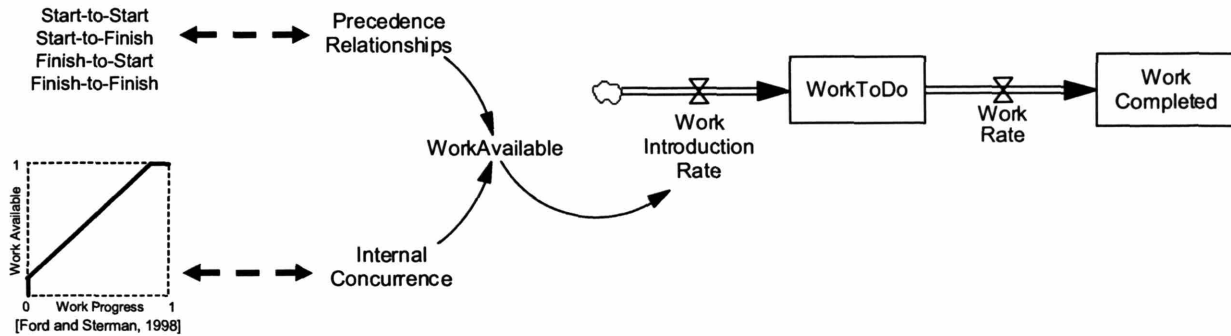 Start-to-Start
Start-to-Finish
Finish-to-Start
Finish-to-Finish
Precedence
Relationships
WorkAvailable
Work
Introduction
Rate
WorkToDo
Work
Rate
Work
Completed
1
Work Available
0
Work Progress
1
[Ford and Sterman, 1998]
Internal
Concurrence